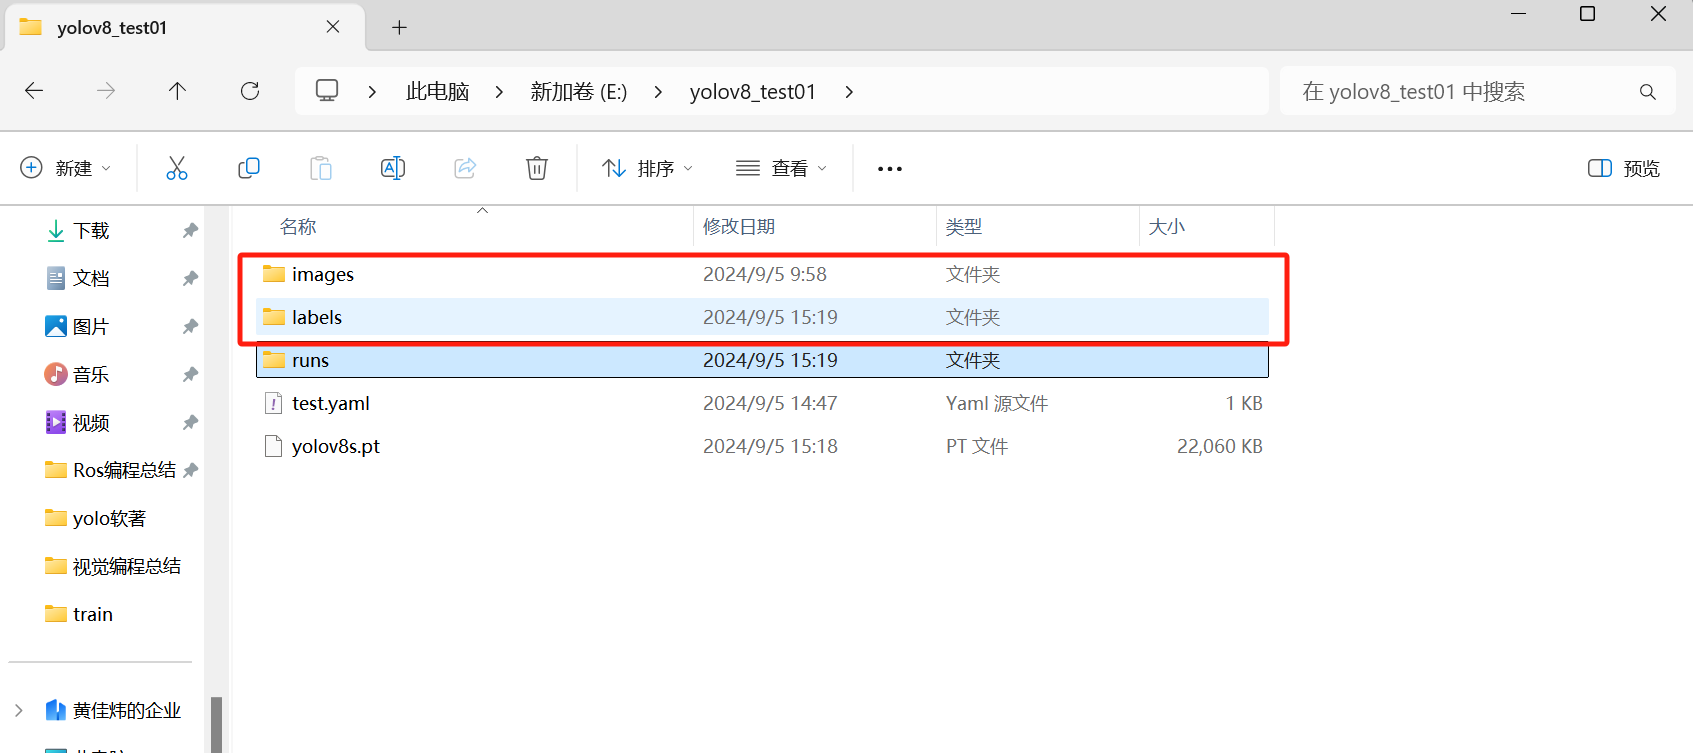 yolov8_test01
此电脑 新加卷 (E:) yolov8_test01
在 yolov8_test01 中搜索
新建 排序 查看 预览
名称 修改日期 类型 大小
images 2024/9/5 9:58 文件夹
labels 2024/9/5 15:19 文件夹
runs 2024/9/5 15:19 文件夹
test.yaml 2024/9/5 14:47 Yaml 源文件 1 KB
yolov8s.pt 2024/9/5 15:18 PT 文件 22,060 KB
下载
文档
图片
音乐
视频
Ros编程总结
yolo软著
视觉编程总结
train
黄佳炜的企业